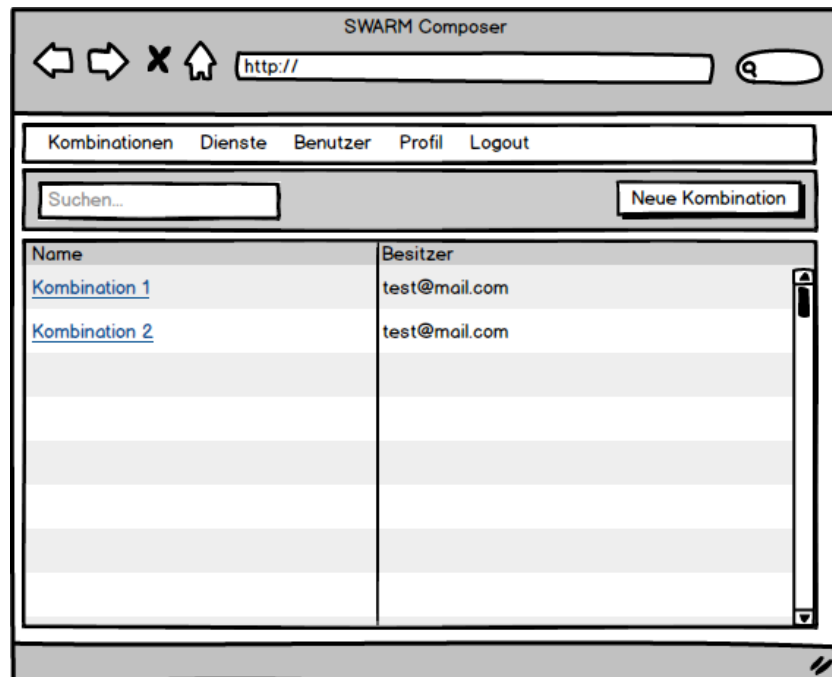 SWARM Composer
http://
Kombinationen Dienste Benutzer Profil Logout
Suchen... Neue Kombination
Name Besitzer
Kombination 1 test@mail.com
Kombination 2 test@mail.com